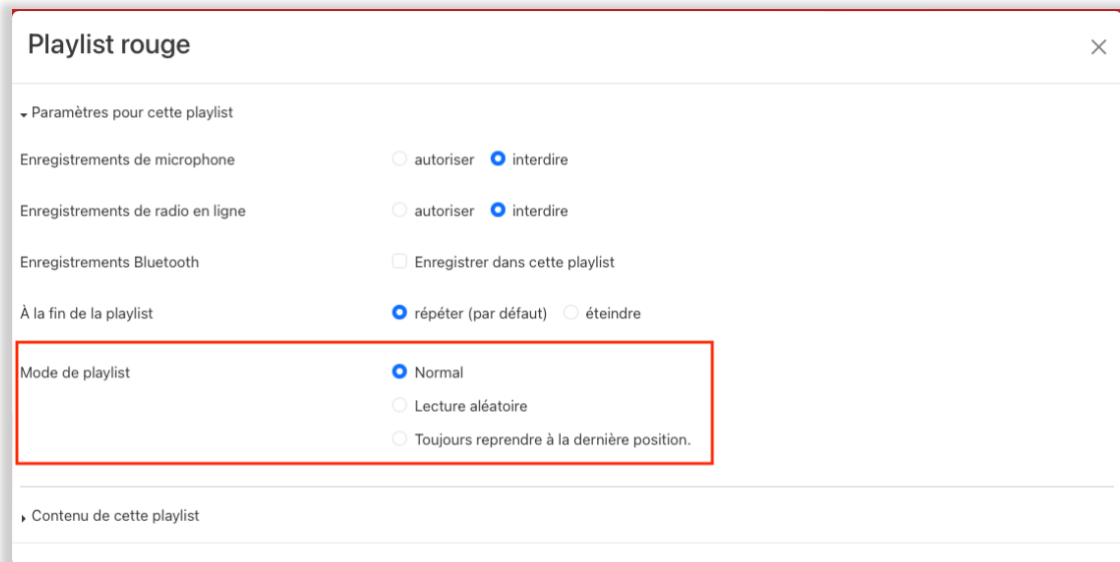 Playlist rouge
Paramètres pour cette playlist
Enregistrements de microphone autoriser interdire
Enregistrements de radio en ligne autoriser interdire
Enregistrements Bluetooth Enregistrer dans cette playlist
À la fin de la playlist répéter (par défaut) éteindre
Mode de playlist Normal
Lecture aléatoire
Toujours reprendre à la dernière position.
Contenu de cette playlist